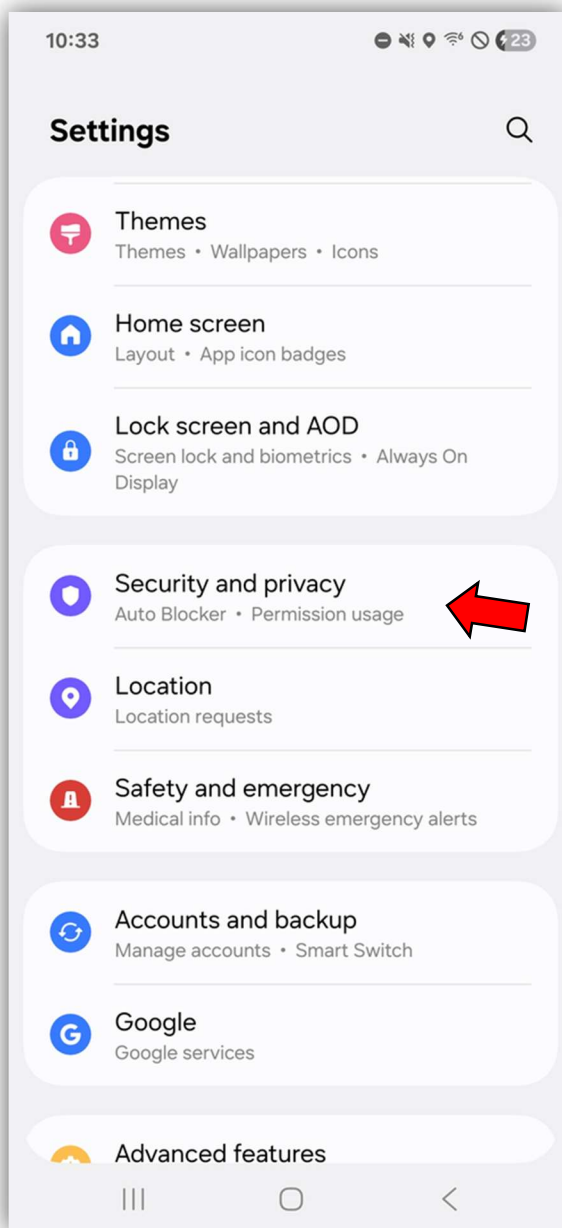 10:33
23
Settings
Themes
Themes • Wallpapers • Icons
Home screen
Layout • App icon badges
Lock screen and AOD
Screen lock and biometrics • Always On
Display
Security and privacy
Auto Blocker • Permission usage
Location
Location requests
Safety and emergency
Medical info • Wireless emergency alerts
Accounts and backup
Manage accounts • Smart Switch
G
Google
Google services
Advanced features